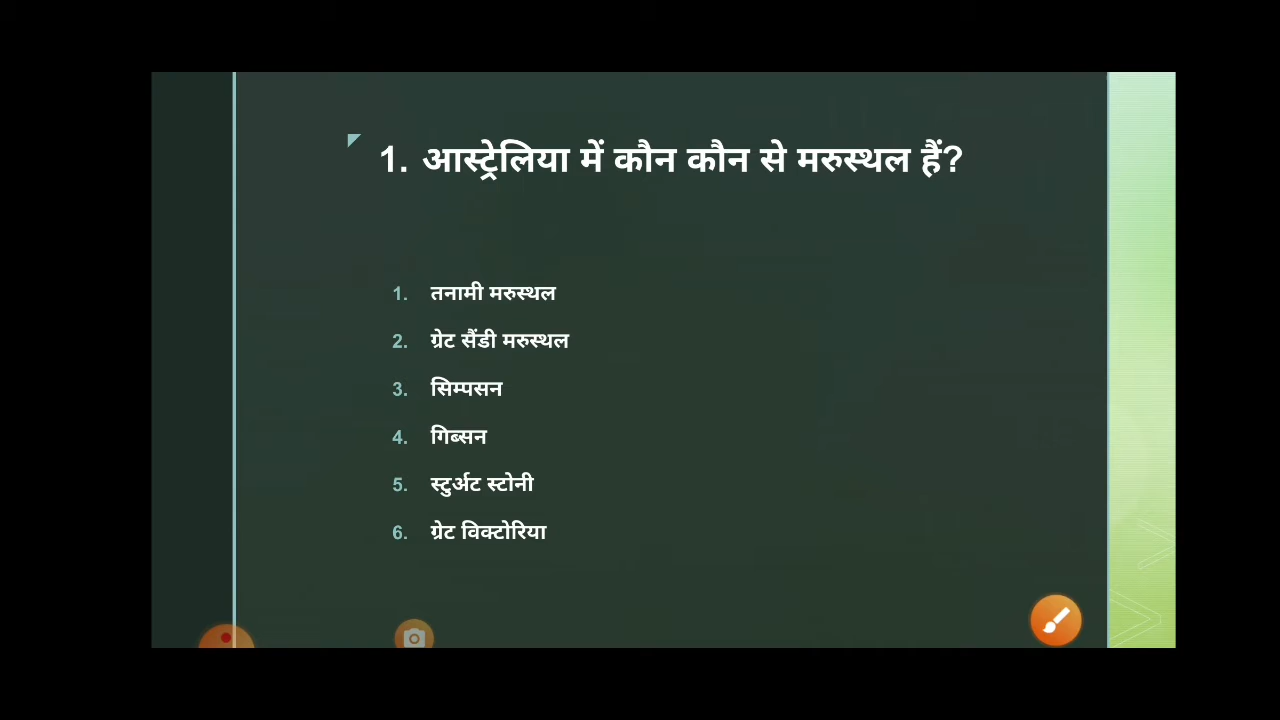 1. आस्ट्रेलिया में कौन कौन से मरुस्थल हैं?
1. तनामी मरुस्थल
2. ग्रेट सैंडी मरुस्थल
3. सिम्पसन
4. गिब्सन
5. स्टुर्अट स्टोनी
6. ग्रेट विक्टोरिया